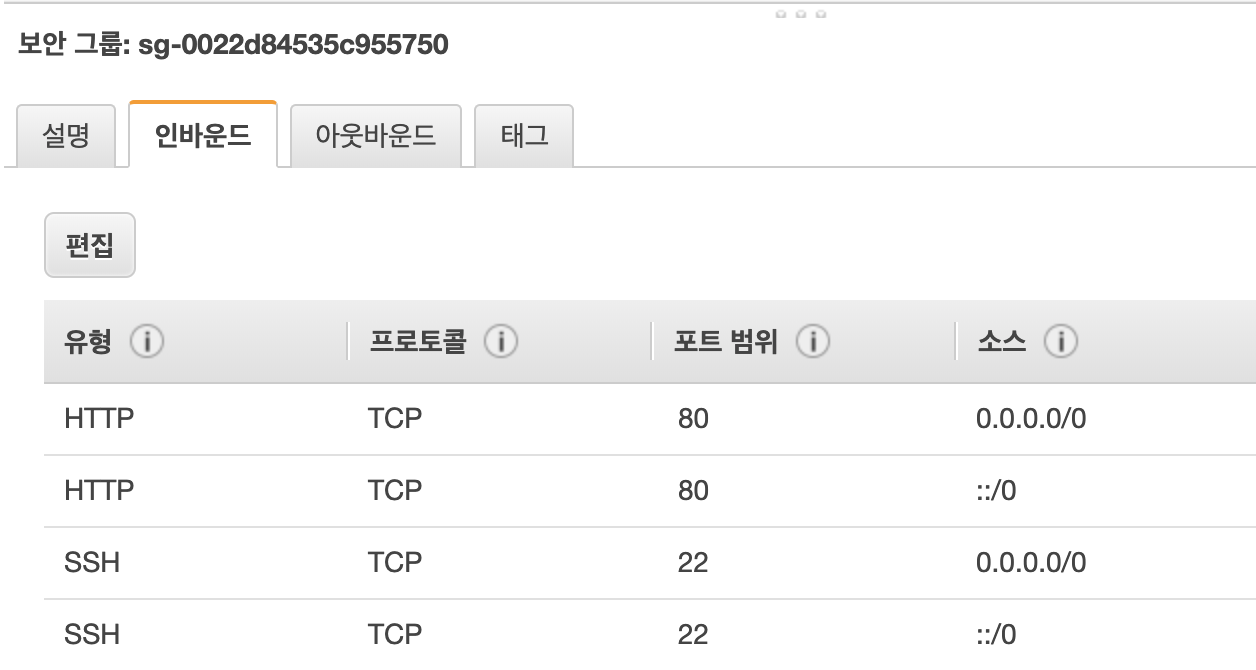 보안 그룹: sg-0022d84535c955750
설명 인바운드 아웃바운드 태그
편집
유형 i 프로토콜 i 포트 범위 i 소스 i
HTTP TCP 80 0.0.0.0/0
HTTP TCP 80 ::/0
SSH TCP 22 0.0.0.0/0
SSH TCP 22 ::/0